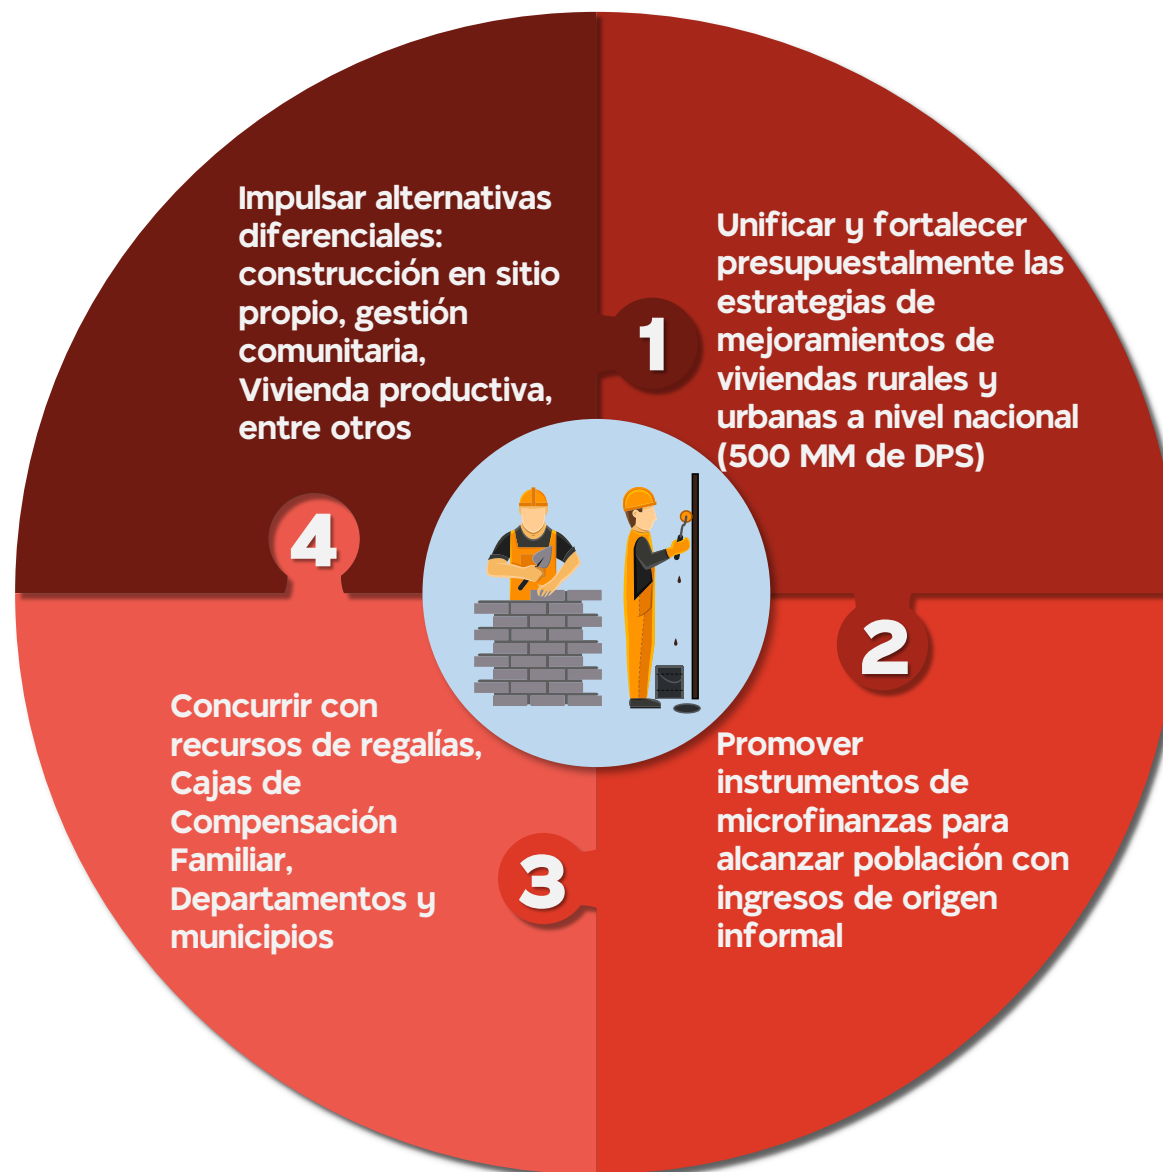 Impulsar alternativas
diferenciales:
construcción en sitio
propio, gestión
comunitaria,
Vivienda productiva,
entre otros
1
Unificar y fortalecer
presupuestalmente las
estrategias de
mejoramientos de
viviendas rurales y
urbanas a nivel nacional
(500 MM de DPS)
2
Promover
instrumentos de
microfinanzas para
alcanzar población con
ingresos de origen
informal
3
Concurrir con
recursos de regalías,
Cajas de
Compensación
Familiar,
Departamentos y
municipios
4